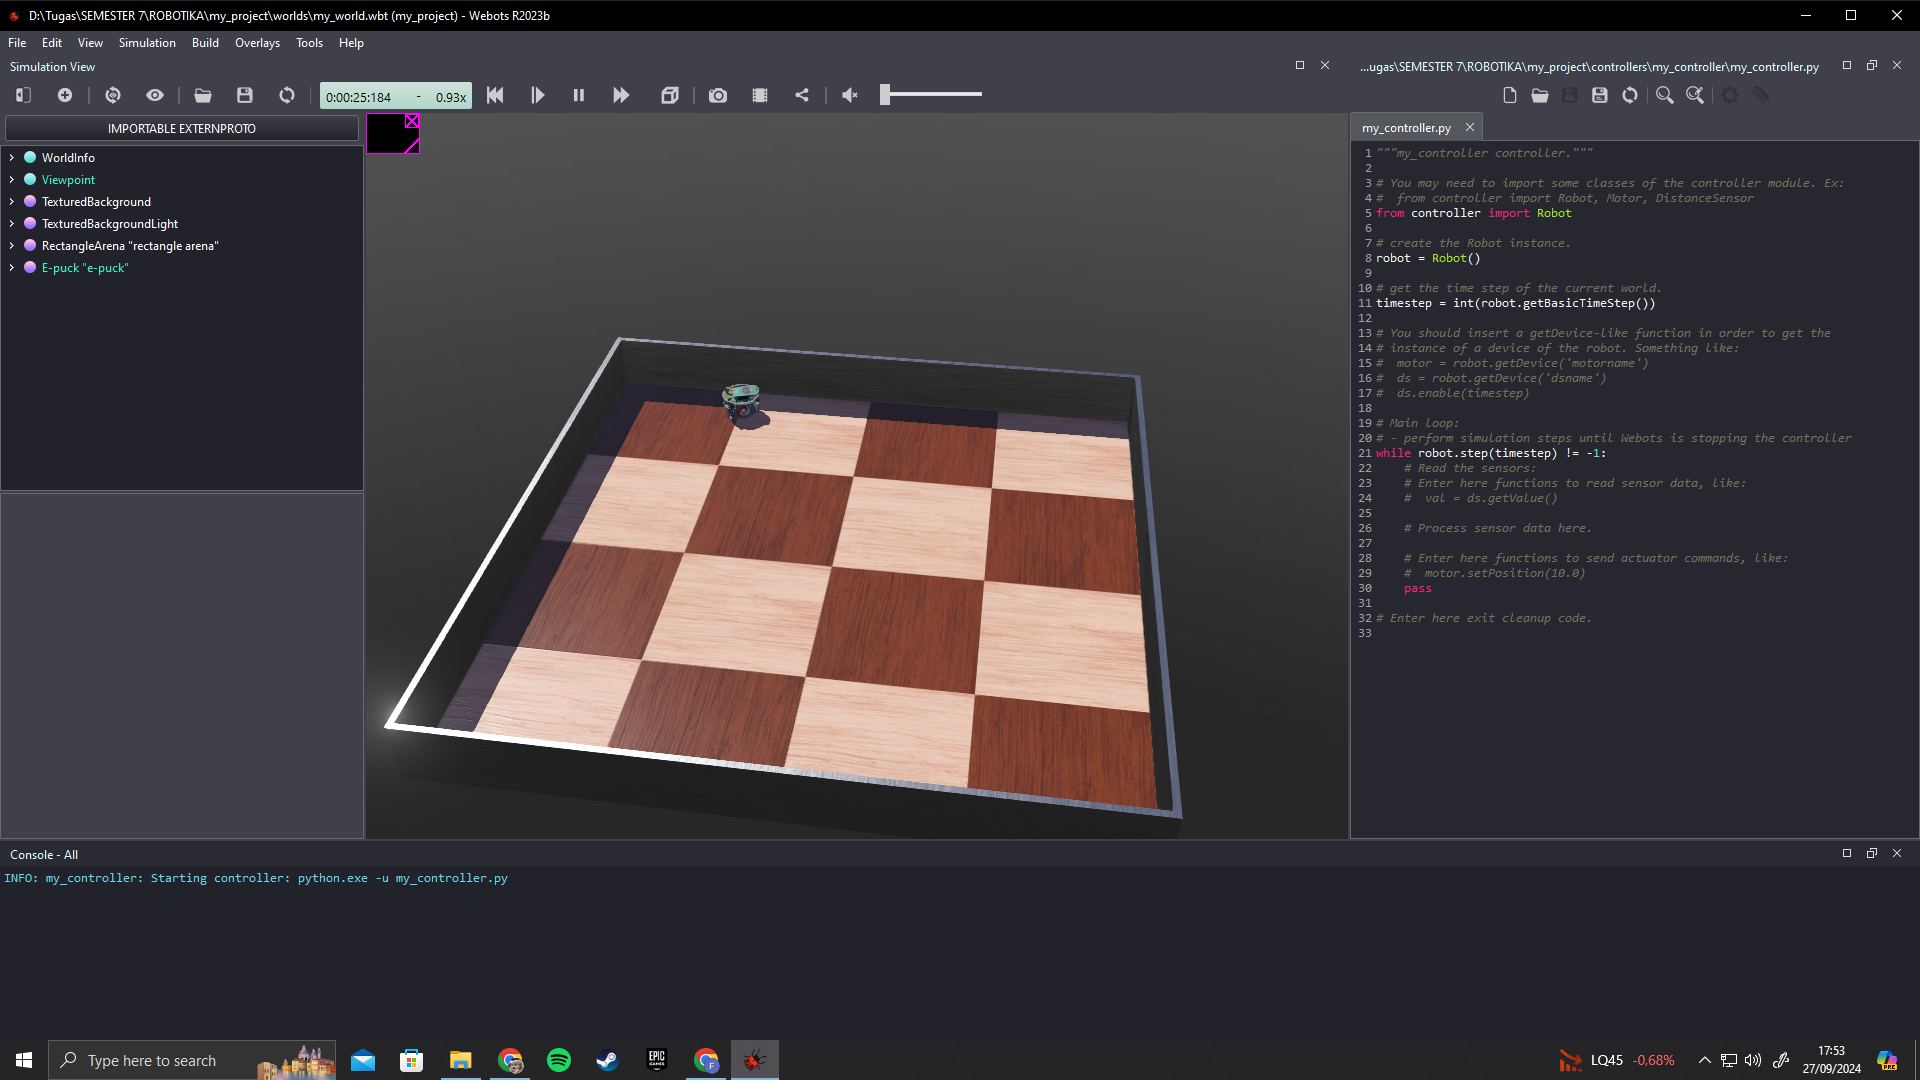 D:\Tugas\SEMESTER 7\ROBOTIKA\my_project\worlds\my_world.wbt (my_project) - Webots R2023b
File Edit View Simulation Build Overlays Tools Help
Simulation View
0:00:25:184 - 0.93x
IMPORTABLE EXTERNPROTO
WorldInfo
Viewpoint
TexturedBackground
TexturedBackgroundLight
RectangleArena "rectangle arena"
E-puck "e-puck"
...ugas\SEMESTER 7\ROBOTIKA\my_project\controllers\my_controller\my_controller.py
my_controller.py
1 """my_controller controller."""
2
3 # You may need to import some classes of the controller module. Ex:
4 #  from controller import Robot, Motor, DistanceSensor
5 from controller import Robot
6
7 # create the Robot instance.
8 robot = Robot()
9
10 # get the time step of the current world.
11 timestep = int(robot.getBasicTimeStep())
12
13 # You should insert a getDevice-like function in order to get the
14 # instance of a device of the robot. Something like:
15 #  motor = robot.getDevice('motorname')
16 #  ds = robot.getDevice('dsname')
17 #  ds.enable(timestep)
18
19 # Main loop:
20 # - perform simulation steps until Webots is stopping the controller
21 while robot.step(timestep) != -1:
22     # Read the sensors:
23     # Enter here functions to read sensor data, like:
24     #  val = ds.getValue()
25
26     # Process sensor data here.
27
28     # Enter here functions to send actuator commands, like:
29     #  motor.setPosition(10.0)
30     pass
31
32 # Enter here exit cleanup code.
33
Console - All
INFO: my_controller: Starting controller: python.exe -u my_controller.py
Type here to search
EPIC
GAMES
F
LQ45 -0,68%
17:53
27/09/2024
PRE